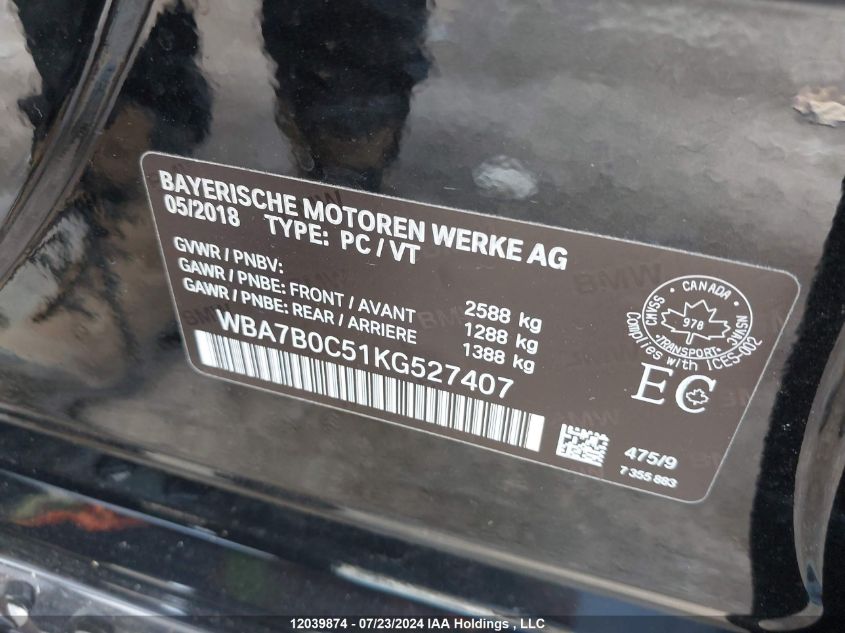 BAYERISCHE MOTOREN WERKE AG
05/2018 TYPE: PC / VT
GVWR / PNBV: 2588 kg
GAWR / PNBE: FRONT / AVANT 1288 kg
GAWR / PNBE: REAR / ARRIERE 1388 kg
WBA7B0C51KG527407
CANADA
CMVSS
NSVAC
978
TRANSPORT
Complies with ICES-002
EC
475/9
7 355 883
12039874 - 07/23/2024 IAA Holdings , LLC